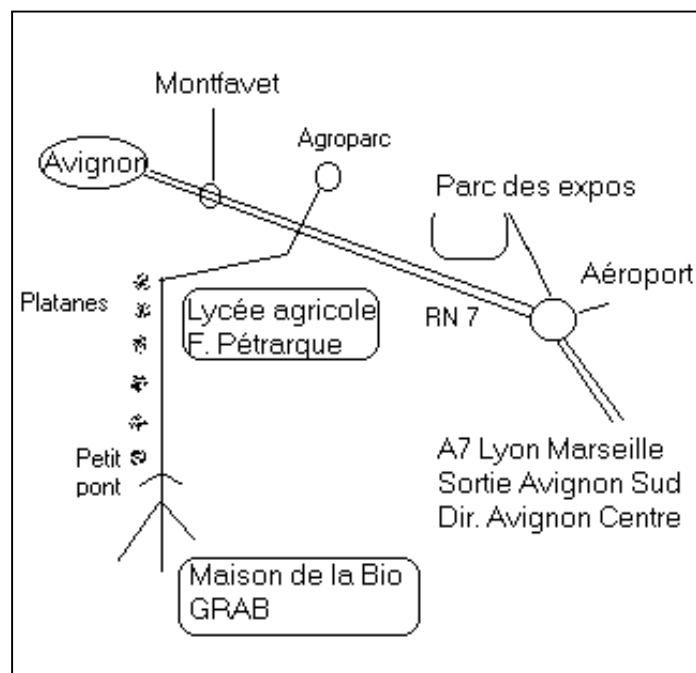 Montfavet
Agroparc
Avignon
Parc des expos
Aéroport
Platanes
Lycée agricole
F. Pétrarque
RN 7
Petit
pont
A7 Lyon Marseille
Sortie Avignon Sud
Dir. Avignon Centre
Maison de la Bio
GRAB